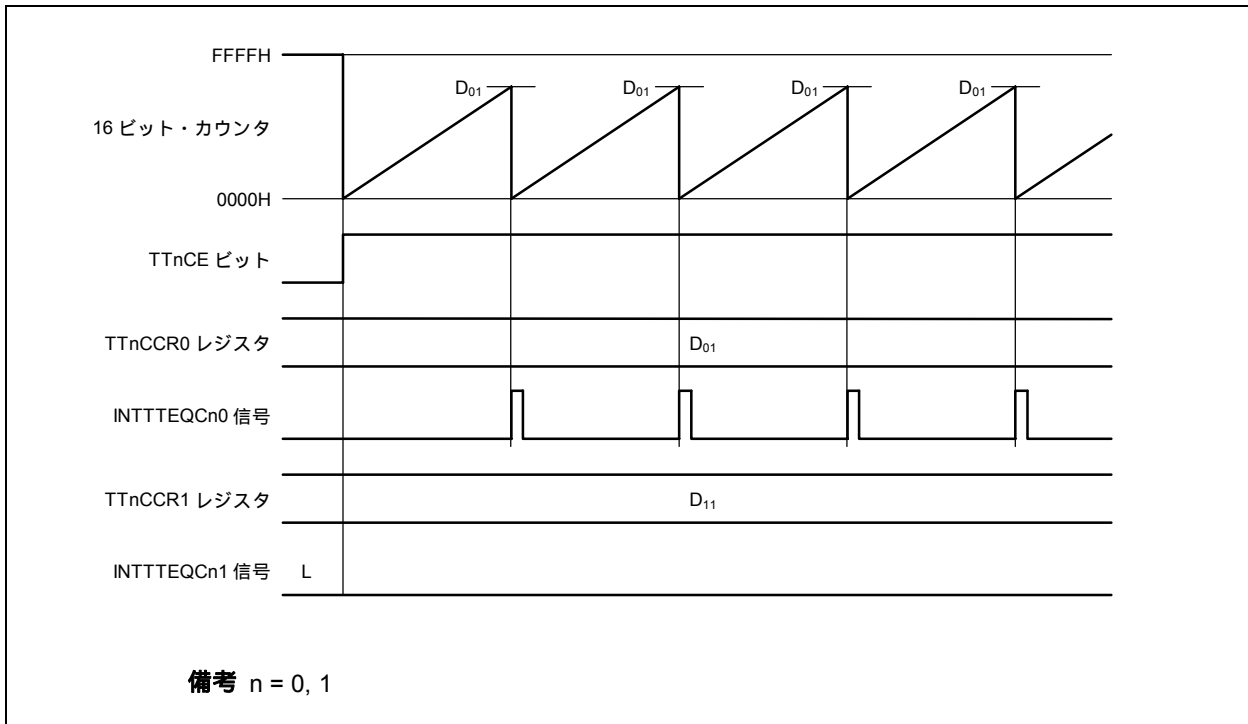 FFFFH
D₀₁ D₀₁ D₀₁ D₀₁
16 ビット・カウンタ
0000H
TTnCE ビット
TTnCCR0 レジスタ D₀₁
INTTTEQCn0 信号
TTnCCR1 レジスタ D₁₁
INTTTEQCn1 信号 L
備考 n = 0, 1